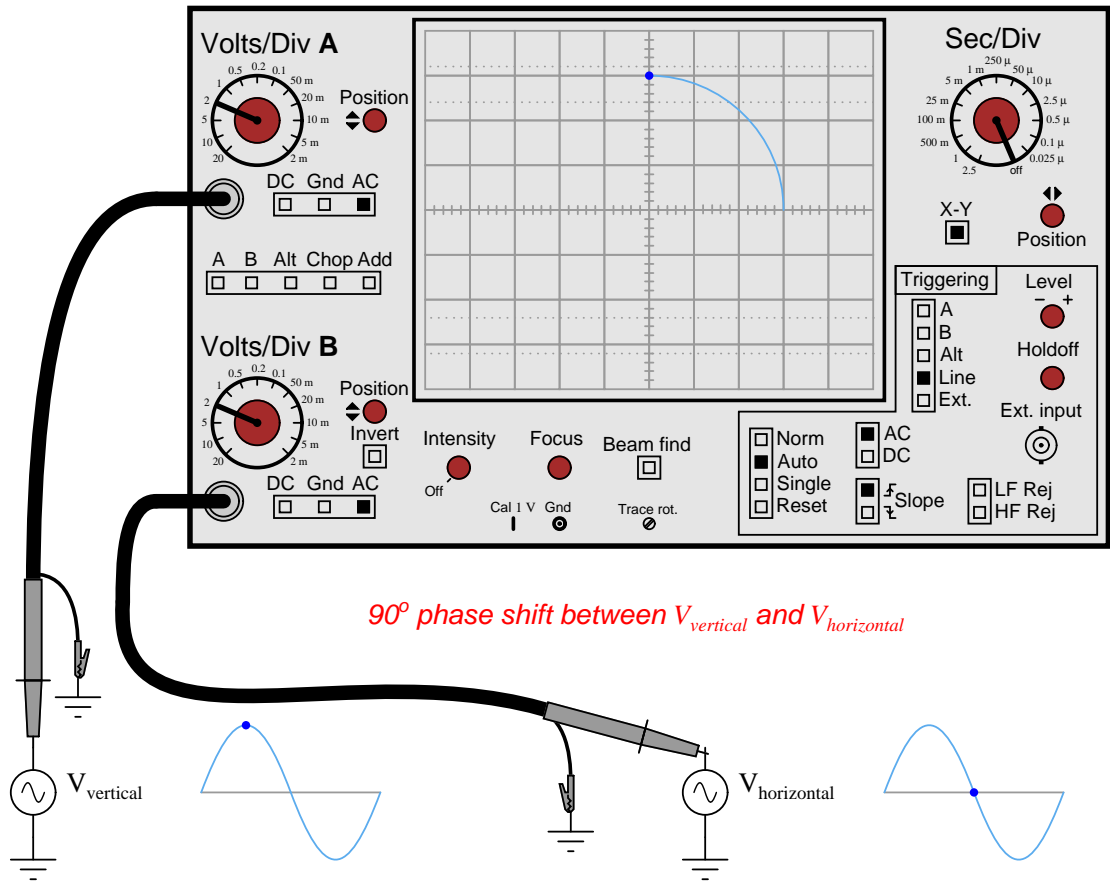 Volts/Div A
0.5 0.2 0.1
1 50 m
2 20 m
5 10 m
10 5 m
20 2 m
Position
DC Gnd AC
A B Alt Chop Add
Volts/Div B
0.5 0.2 0.1
1 50 m
2 20 m
5 10 m
10 5 m
20 2 m
Position
Invert
DC Gnd AC
Intensity
Off
Focus
Beam find
Cal 1 V Gnd
Trace rot.
Sec/Div
250 µ
1 m 50 µ
5 m 10 µ
25 m 2.5 µ
100 m 0.5 µ
500 m 0.1 µ
1 0.025 µ
2.5 off
X-Y
Position
Triggering
A
B
Alt
Line
Ext.
Level
− +
Holdoff
Ext. input
Norm
Auto
Single
Reset
AC
DC
Slope
LF Rej
HF Rej
90o phase shift between Vvertical and Vhorizontal
Vvertical
Vhorizontal